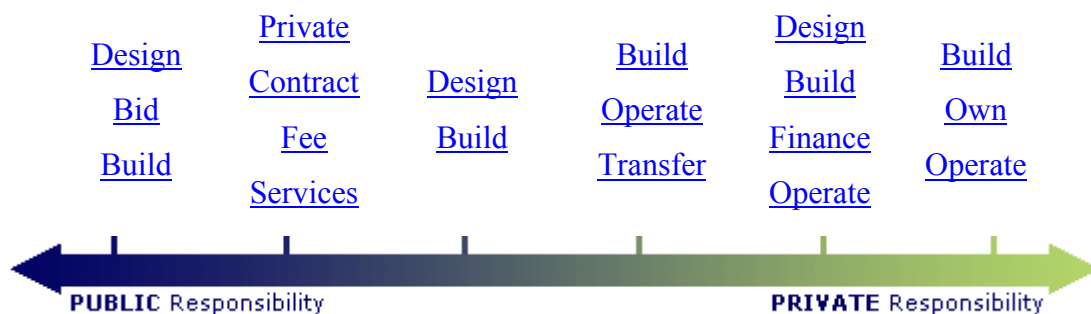 Design
Bid
Build
Private
Contract
Fee
Services
Design
Build
Build
Operate
Transfer
Design
Build
Finance
Operate
Build
Own
Operate
PUBLIC Responsibility
PRIVATE Responsibility